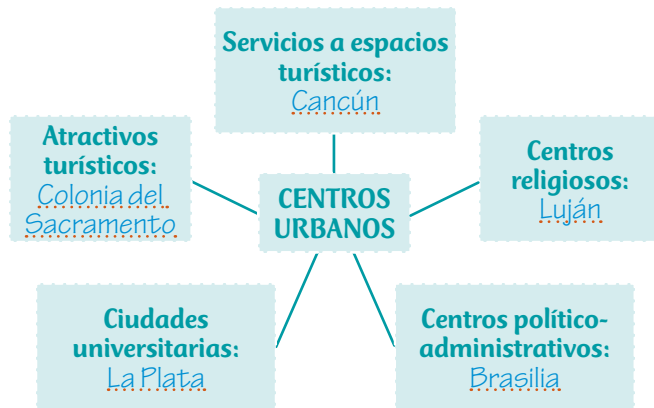 Servicios a espacios
turísticos:
Cancún
Atractivos
turísticos:
Colonia del
Sacramento
Centros
religiosos:
Luján
CENTROS
URBANOS
Ciudades
universitarias:
La Plata
Centros político-
administrativos:
Brasilia